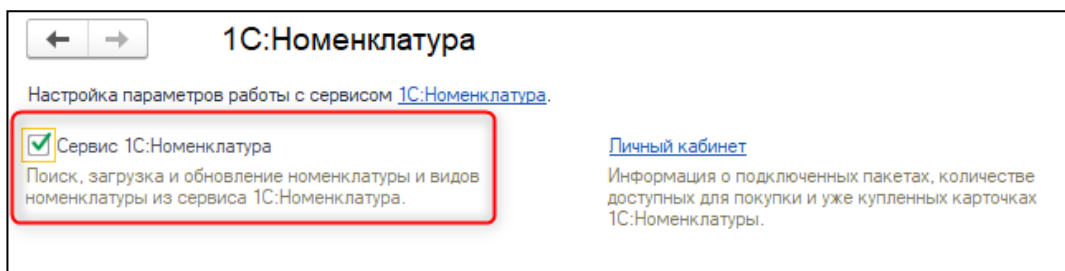 1С:Номенклатура
Настройка параметров работы с сервисом 1С:Номенклатура.
Сервис 1С:Номенклатура
Поиск, загрузка и обновление номенклатуры и видов
номенклатуры из сервиса 1С:Номенклатура.
Личный кабинет
Информация о подключенных пакетах, количестве
доступных для покупки и уже купленных карточках
1С:Номенклатуры.